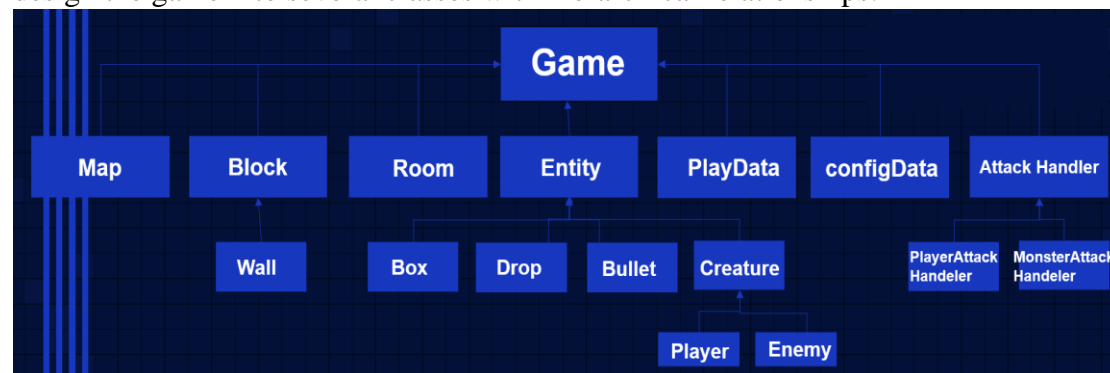 Game
Map
Block
Room
Entity
PlayData
configData
Attack Handler
Wall
Box
Drop
Bullet
Creature
PlayerAttack
Handeler
MonsterAttack
Handeler
Player
Enemy